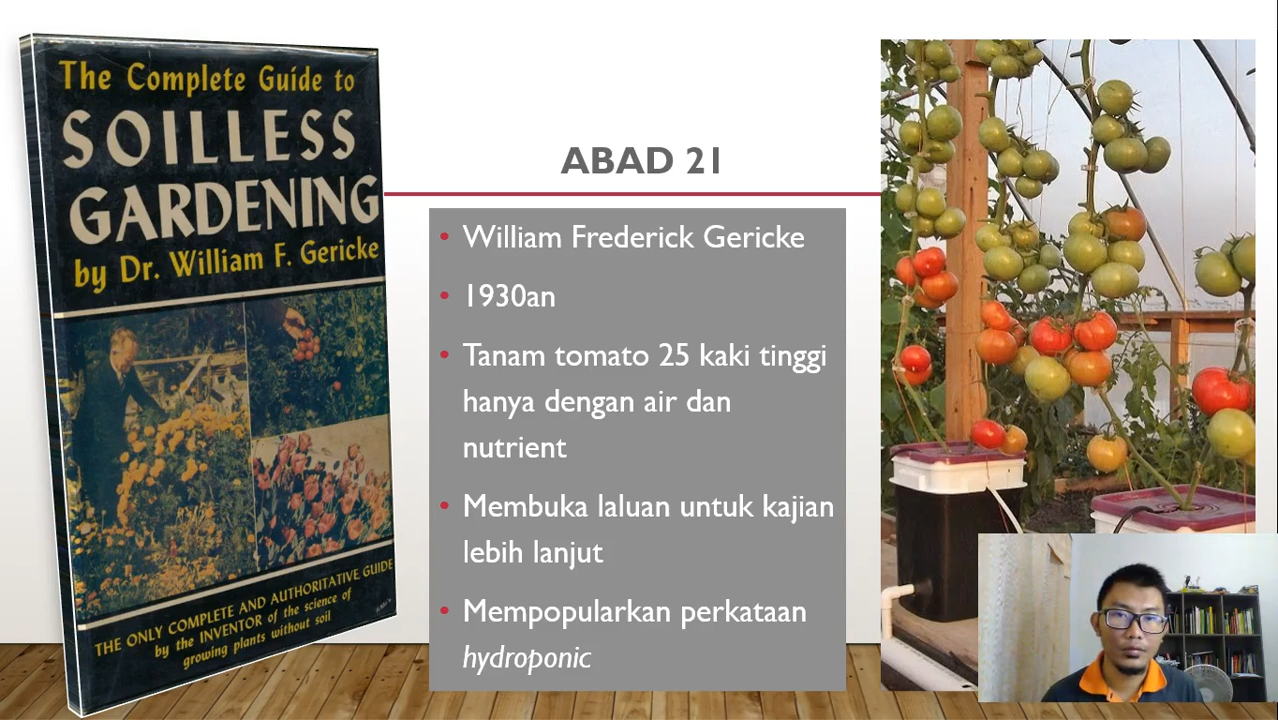 The Complete Guide to
SOILLESS
GARDENING
by Dr. William F. Gericke
THE ONLY COMPLETE AND AUTHORITATIVE GUIDE
by the INVENTOR of the science of
growing plants without soil
ABAD 21
• William Frederick Gericke
• 1930an
• Tanam tomato 25 kaki tinggi
hanya dengan air dan
nutrient
• Membuka laluan untuk kajian
lebih lanjut
• Mempopularkan perkataan
hydroponic